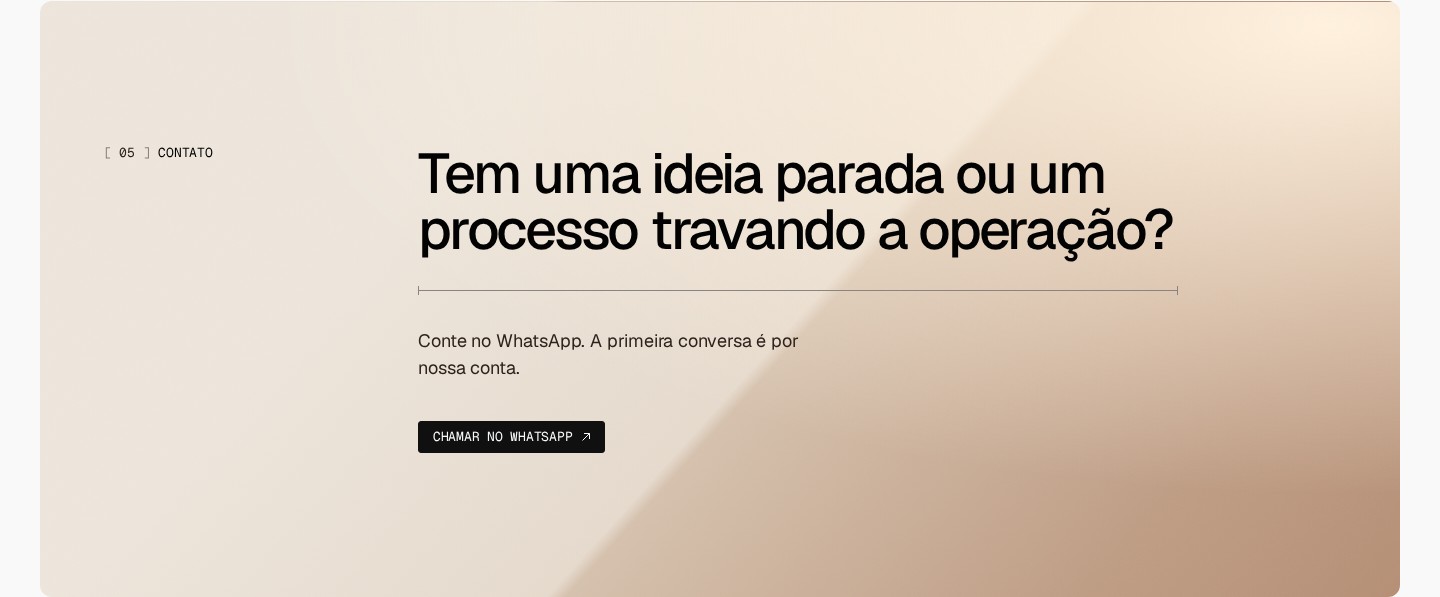 [ 05 ] CONTATO
Tem uma ideia parada ou um
processo travando a operação?
Conte no WhatsApp. A primeira conversa é por
nossa conta.
CHAMAR NO WHATSAPP ↗